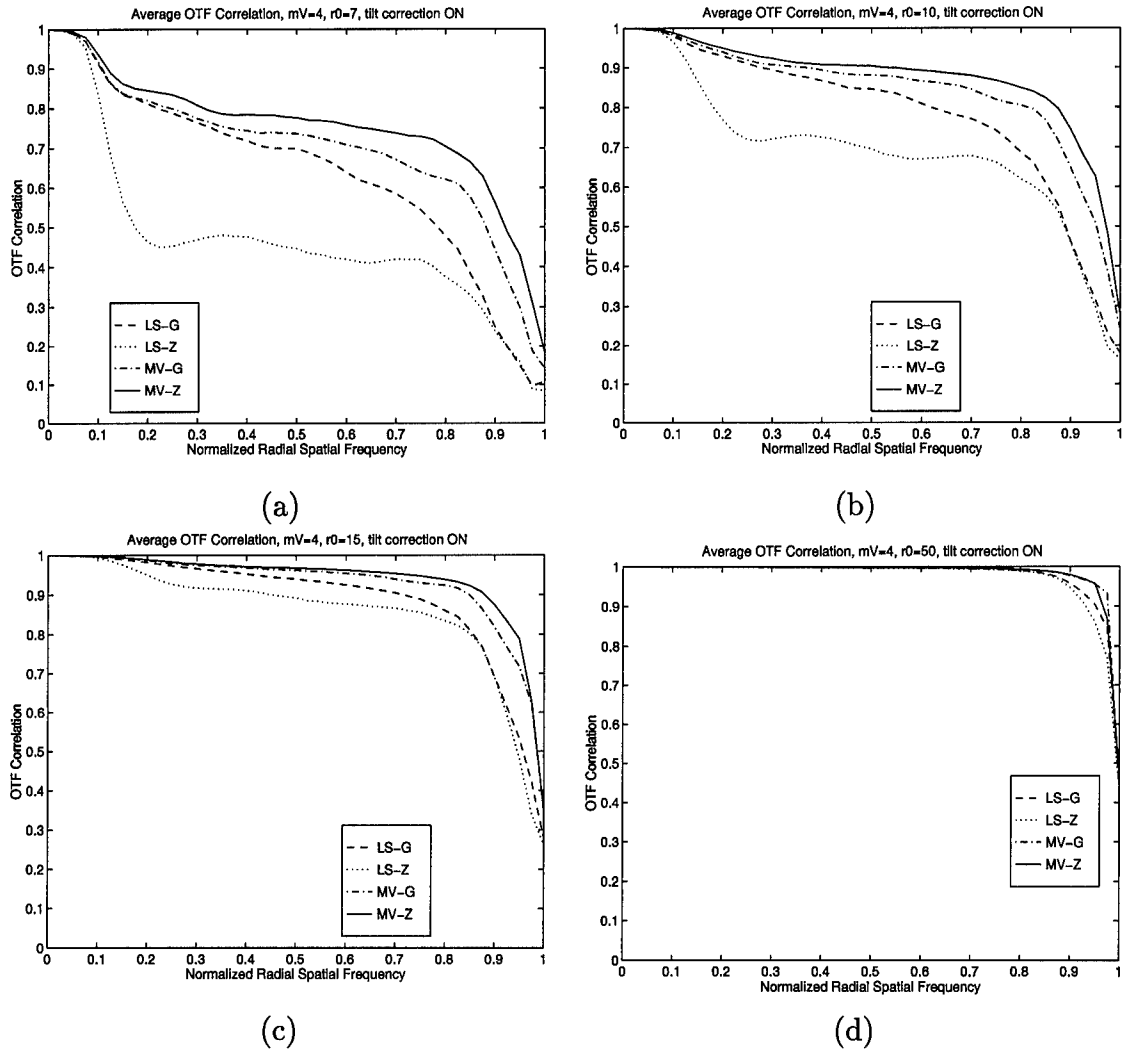 Average OTF Correlation, mV=4, r0=7, tilt correction ON
1
0.9
0.8
0.7
0.6
0.5
0.4
0.3
0.2
0.1
0
OTF Correlation
LS-G
LS-Z
MV-G
MV-Z
0 0.1 0.2 0.3 0.4 0.5 0.6 0.7 0.8 0.9 1
Normalized Radial Spatial Frequency
(a)
Average OTF Correlation, mV=4, r0=10, tilt correction ON
1
0.9
0.8
0.7
0.6
0.5
0.4
0.3
0.2
0.1
0
OTF Correlation
LS-G
LS-Z
MV-G
MV-Z
0 0.1 0.2 0.3 0.4 0.5 0.6 0.7 0.8 0.9 1
Normalized Radial Spatial Frequency
(b)
Average OTF Correlation, mV=4, r0=15, tilt correction ON
1
0.9
0.8
0.7
0.6
0.5
0.4
0.3
0.2
0.1
0
OTF Correlation
LS-G
LS-Z
MV-G
MV-Z
0 0.1 0.2 0.3 0.4 0.5 0.6 0.7 0.8 0.9 1
Normalized Radial Spatial Frequency
(c)
Average OTF Correlation, mV=4, r0=50, tilt correction ON
1
0.9
0.8
0.7
0.6
0.5
0.4
0.3
0.2
0.1
0
OTF Correlation
LS-G
LS-Z
MV-G
MV-Z
0 0.1 0.2 0.3 0.4 0.5 0.6 0.7 0.8 0.9 1
Normalized Radial Spatial Frequency
(d)